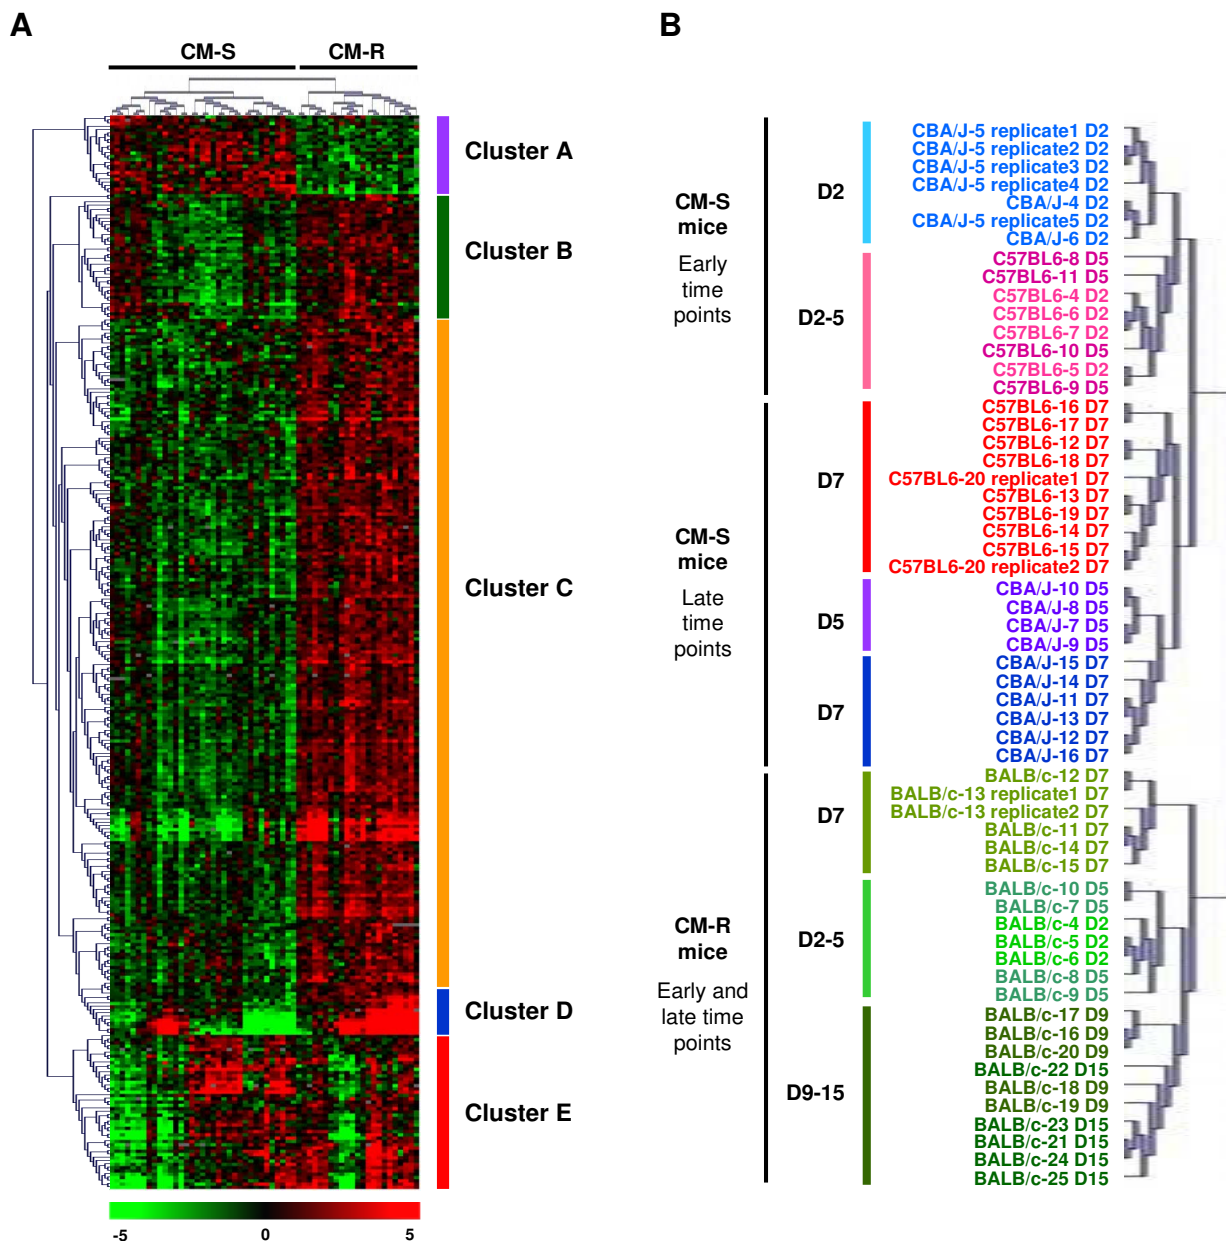 A
CM-S
CM-R
Cluster A
Cluster B
Cluster C
Cluster D
Cluster E
-5
0
5
B
CM-S
mice
Early
time
points
CM-S
mice
Late
time
points
CM-R
mice
Early and
late time
points
D2
D2-5
D7
D5
D7
D7
D2-5
D9-15
CBA/J-5 replicate1 D2
CBA/J-5 replicate2 D2
CBA/J-5 replicate3 D2
CBA/J-5 replicate4 D2
CBA/J-4 D2
CBA/J-5 replicate5 D2
CBA/J-6 D2
C57BL6-8 D5
C57BL6-11 D5
C57BL6-4 D2
C57BL6-6 D2
C57BL6-7 D2
C57BL6-10 D5
C57BL6-5 D2
C57BL6-9 D5
C57BL6-16 D7
C57BL6-17 D7
C57BL6-12 D7
C57BL6-18 D7
C57BL6-20 replicate1 D7
C57BL6-13 D7
C57BL6-19 D7
C57BL6-14 D7
C57BL6-15 D7
C57BL6-20 replicate2 D7
CBA/J-10 D5
CBA/J-8 D5
CBA/J-7 D5
CBA/J-9 D5
CBA/J-15 D7
CBA/J-14 D7
CBA/J-11 D7
CBA/J-13 D7
CBA/J-12 D7
CBA/J-16 D7
BALB/c-12 D7
BALB/c-13 replicate1 D7
BALB/c-13 replicate2 D7
BALB/c-11 D7
BALB/c-14 D7
BALB/c-15 D7
BALB/c-10 D5
BALB/c-7 D5
BALB/c-4 D2
BALB/c-5 D2
BALB/c-6 D2
BALB/c-8 D5
BALB/c-9 D5
BALB/c-17 D9
BALB/c-16 D9
BALB/c-20 D9
BALB/c-22 D15
BALB/c-18 D9
BALB/c-19 D9
BALB/c-23 D15
BALB/c-21 D15
BALB/c-24 D15
BALB/c-25 D15